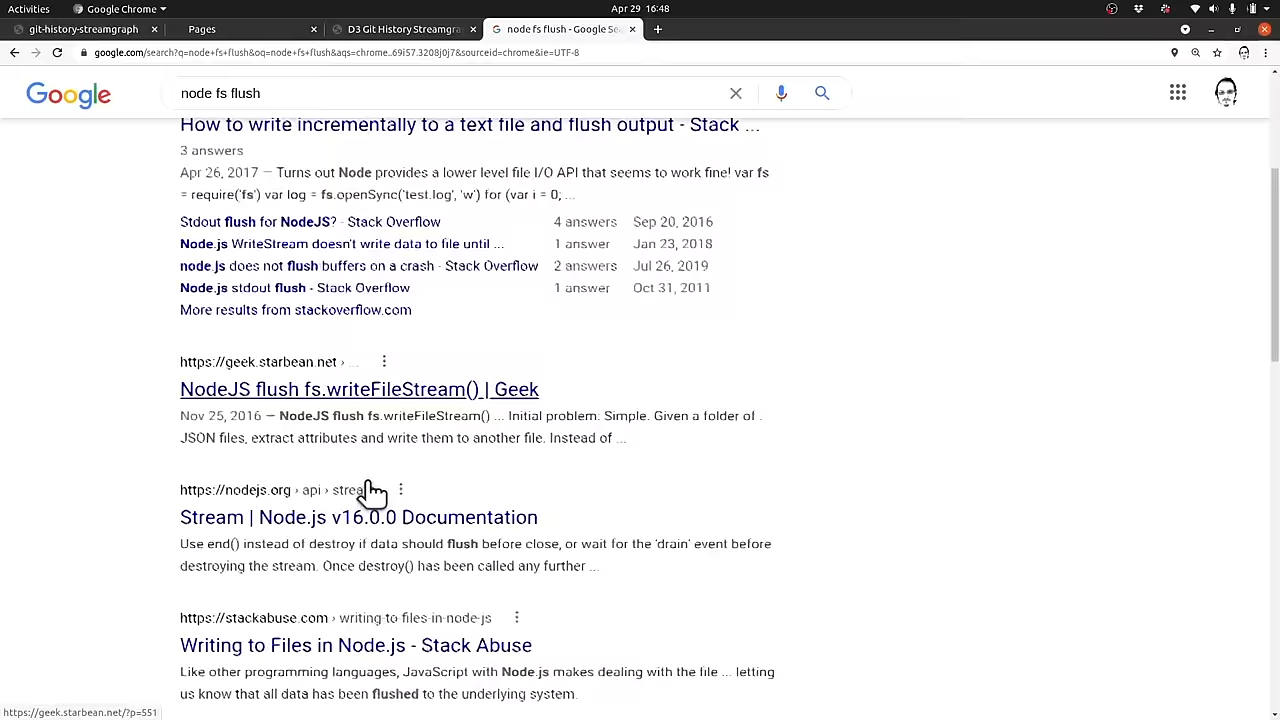 Activities
Google Chrome
Apr 29 16:48
git-history-streamgraph
Pages
D3 Git History Streamgra
node fs flush - Google Sea
google.com/search?q=node+fs+flush&oq=node+fs+flush&aqs=chrome..69i57.3208j0j7&sourceid=chrome&ie=UTF-8
Google
node fs flush
How to write incrementally to a text file and flush output - Stack ...
3 answers
Apr 26, 2017 — Turns out Node provides a lower level file I/O API that seems to work fine! var fs
= require('fs') var log = fs.openSync('test.log', 'w') for (var i = 0; ...
Stdout flush for NodeJS? - Stack Overflow 4 answers Sep 20, 2016
Node.js WriteStream doesn't write data to file until ... 1 answer Jan 23, 2018
node.js does not flush buffers on a crash - Stack Overflow 2 answers Jul 26, 2019
Node.js stdout flush - Stack Overflow 1 answer Oct 31, 2011
More results from stackoverflow.com
https://geek.starbean.net › ...
NodeJS flush fs.writeFileStream() | Geek
Nov 25, 2016 — NodeJS flush fs.writeFileStream() ... Initial problem: Simple. Given a folder of .
JSON files, extract attributes and write them to another file. Instead of ...
https://nodejs.org › api › strea
Stream | Node.js v16.0.0 Documentation
Use end() instead of destroy if data should flush before close, or wait for the 'drain' event before
destroying the stream. Once destroy() has been called any further ...
https://stackabuse.com › writing-to-files-in-node-js
Writing to Files in Node.js - Stack Abuse
Like other programming languages, JavaScript with Node.js makes dealing with the file ... letting
us know that all data has been flushed to the underlying system.
https://geek.starbean.net/?p=551